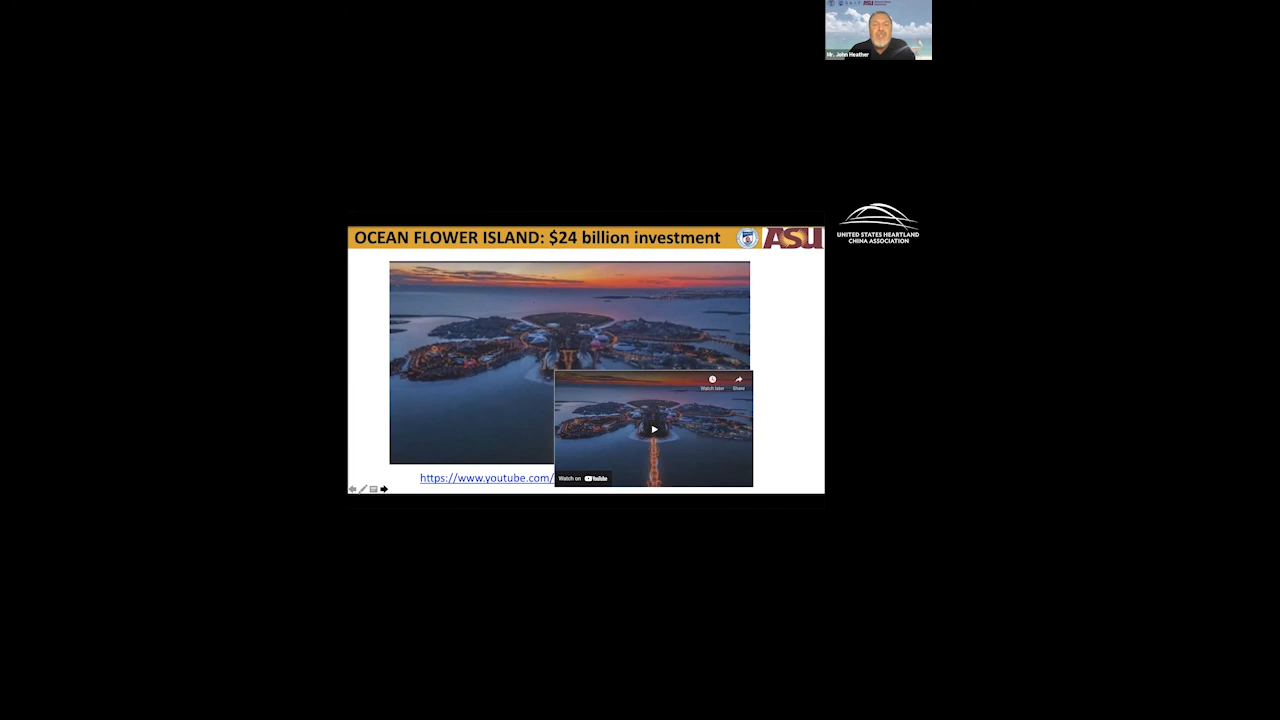 ASU
Mr. John Heather
UNITED STATES HEARTLAND
CHINA ASSOCIATION
OCEAN FLOWER ISLAND: $24 billion investment
ASU
Watch later
Share
https://www.youtube.com/
Watch on
YouTube